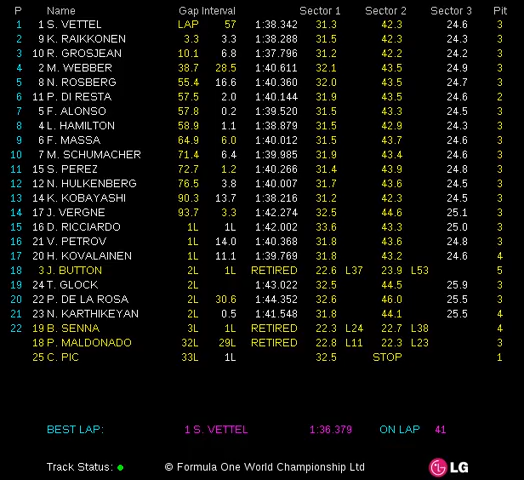 P Name Gap Interval Sector 1 Sector 2 Sector 3 Pit
1 1 S. VETTEL LAP 57 1:38.342 31.3 42.3 24.6 3
2 9 K. RAIKKONEN 3.3 3.3 1:38.288 31.5 42.3 24.4 3
3 10 R. GROSJEAN 10.1 6.8 1:37.796 31.2 42.2 24.2 3
4 2 M. WEBBER 38.7 28.5 1:40.611 32.1 43.5 24.9 3
5 8 N. ROSBERG 55.4 16.6 1:40.360 32.0 43.5 24.7 3
6 11 P. DI RESTA 57.5 2.0 1:40.144 31.9 43.5 24.6 2
7 5 F. ALONSO 57.8 0.2 1:39.520 31.5 43.3 24.5 3
8 4 L. HAMILTON 58.9 1.1 1:38.879 31.5 42.9 24.3 3
9 6 F. MASSA 64.9 6.0 1:40.012 31.5 43.7 24.6 3
10 7 M. SCHUMACHER 71.4 6.4 1:39.985 31.9 43.4 24.6 3
11 15 S. PEREZ 72.7 1.2 1:40.266 31.4 43.9 24.8 3
12 12 N. HULKENBERG 76.5 3.8 1:40.007 31.7 43.6 24.5 3
13 14 K. KOBAYASHI 90.3 13.7 1:38.216 31.2 42.3 24.5 3
14 17 J. VERGNE 93.7 3.3 1:42.274 32.5 44.6 25.1 3
15 16 D. RICCIARDO 1L 1L 1:42.002 33.6 43.3 25.0 3
16 21 V. PETROV 1L 14.0 1:40.368 31.8 43.6 24.8 3
17 20 H. KOVALAINEN 1L 11.1 1:39.769 31.8 43.2 24.6 4
18 3 J. BUTTON 2L 1L RETIRED 22.6 L37 23.9 L53 5
19 24 T. GLOCK 2L 1:43.022 32.5 44.5 25.9 3
20 22 P. DE LA ROSA 2L 30.6 1:44.352 32.6 46.0 25.5 3
21 23 N. KARTHIKEYAN 2L 0.5 1:41.548 31.8 44.1 25.5 4
22 19 B. SENNA 3L 1L RETIRED 22.3 L24 22.7 L38 4
18 P. MALDONADO 32L 29L RETIRED 22.8 L11 22.3 L23 3
25 C. PIC 33L 1L 32.5 STOP 1
BEST LAP: 1 S. VETTEL 1:36.379 ON LAP 41
Track Status: © Formula One World Championship Ltd LG